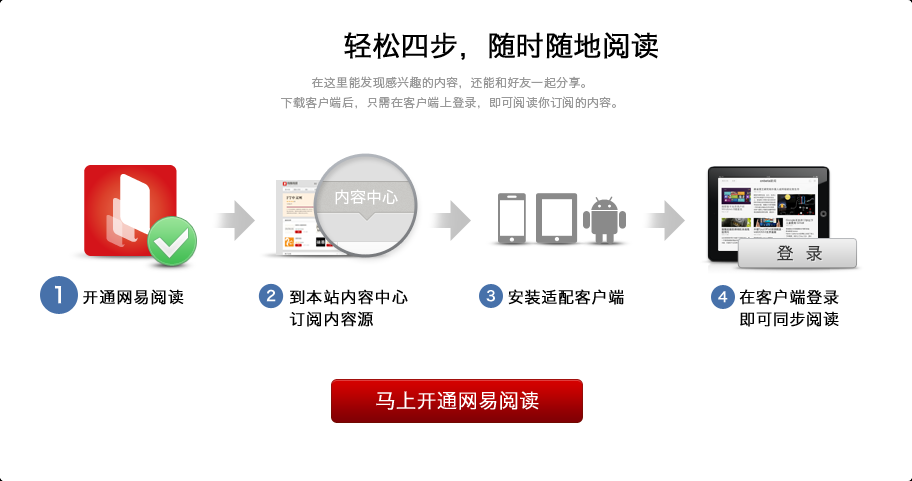 轻松四步，随时随地阅读
在这里能发现感兴趣的内容，还能和好友一起分享。
下载客户端后，只需在客户端上登录，即可阅读你订阅的内容。
内容中心
登 录
1 开通网易阅读
2 到本站内容中心
订阅内容源
3 安装适配客户端
4 在客户端登录
即可同步阅读
马上开通网易阅读